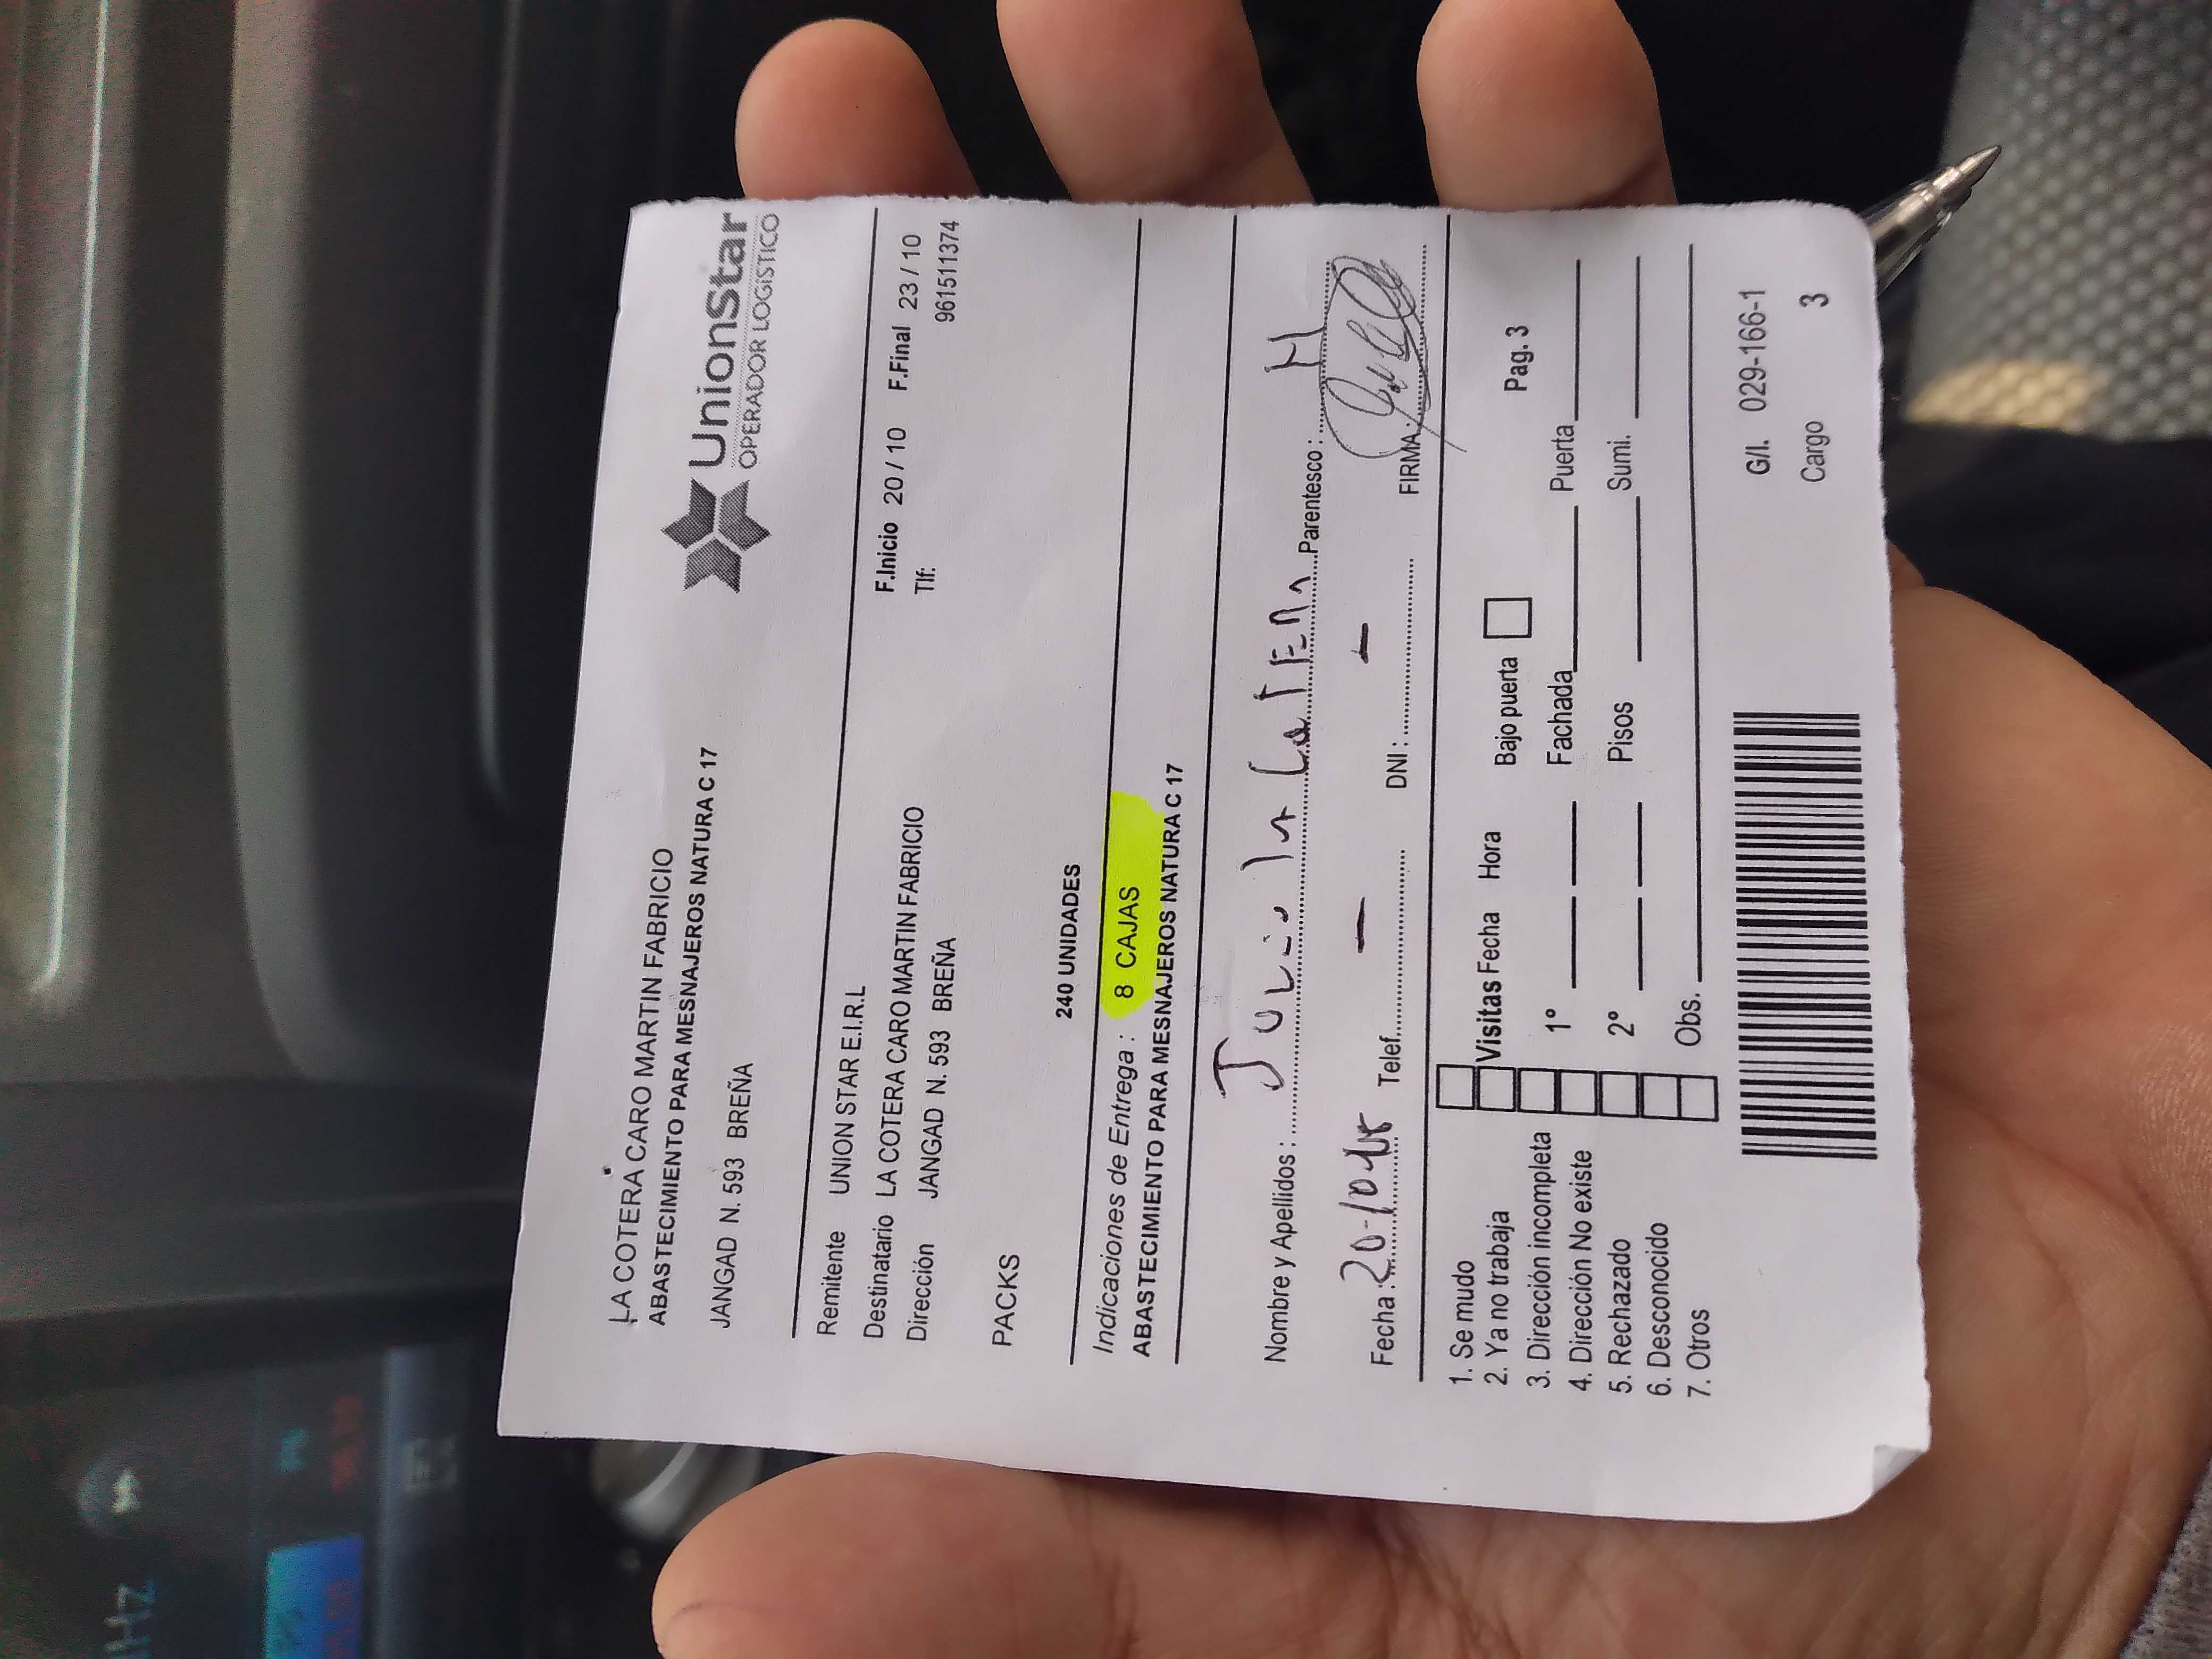 LA COTERA CARO MARTIN FABRICIO
ABASTECIMIENTO PARA MESNAJEROS NATURA C 17
JANGAD N. 593 BREÑA
Unionstar
OPERADOR LOGÍSTICO
Remitente UNION STAR E.I.R.L
Destinatario LA COTERA CARO MARTIN FABRICIO F.Inicio 20 / 10 F.Final 23 / 10
Dirección JANGAD N. 593 BREÑA Tlf: 961511374
PACKS
240 UNIDADES
Indicaciones de Entrega : 8 CAJAS
ABASTECIMIENTO PARA MESNAJEROS NATURA C 17
Nombre y Apellidos : La Parentesco : H
Fecha : 20-10 Telef. — DNI : — FIRMA:
1. Se mudo
2. Ya no trabaja
3. Dirección incompleta
4. Dirección No existe
5. Rechazado
6. Desconocido
7. Otros
Visitas Fecha Hora Bajo puerta Pag. 3
1° Fachada Puerta
2° Pisos Sumi.
Obs.
G/I. 029-166-1
Cargo 3
Hz